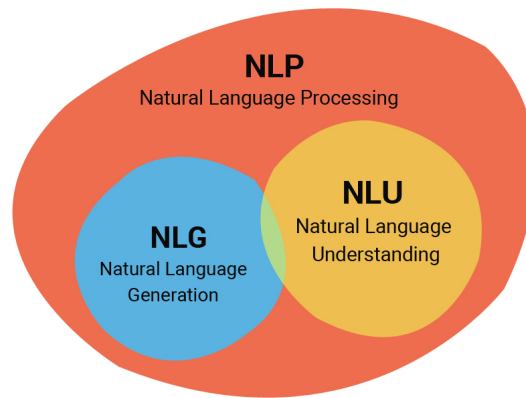 NLP
Natural Language Processing
NLU
Natural Language
Understanding
NLG
Natural Language
Generation